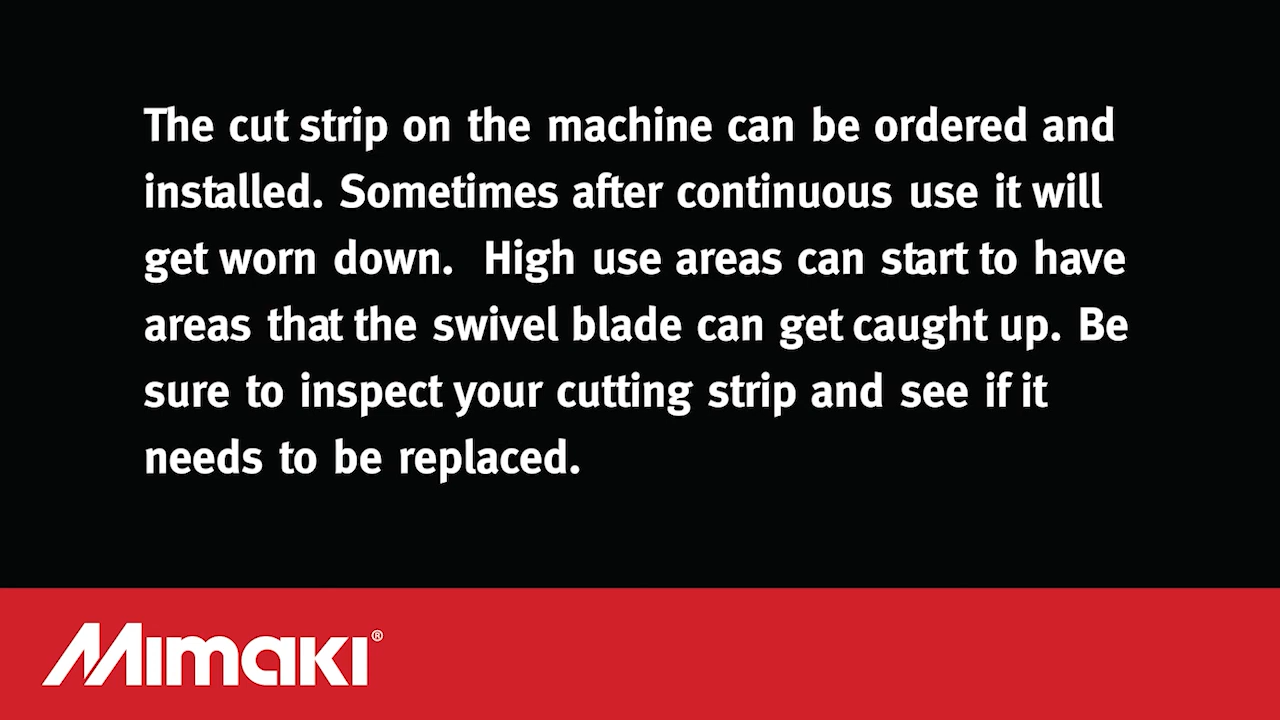 The cut strip on the machine can be ordered and
installed. Sometimes after continuous use it will
get worn down.  High use areas can start to have
areas that the swivel blade can get caught up. Be
sure to inspect your cutting strip and see if it
needs to be replaced.
Mimaki®